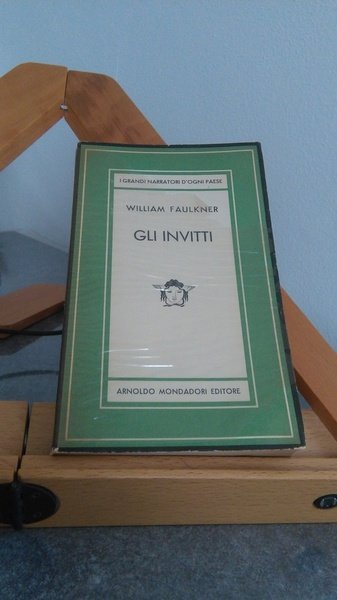 I GRANDI NARRATORI D'OGNI PAESE
WILLIAM FAULKNER
GLI INVITTI
ARNOLDO MONDADORI EDITORE